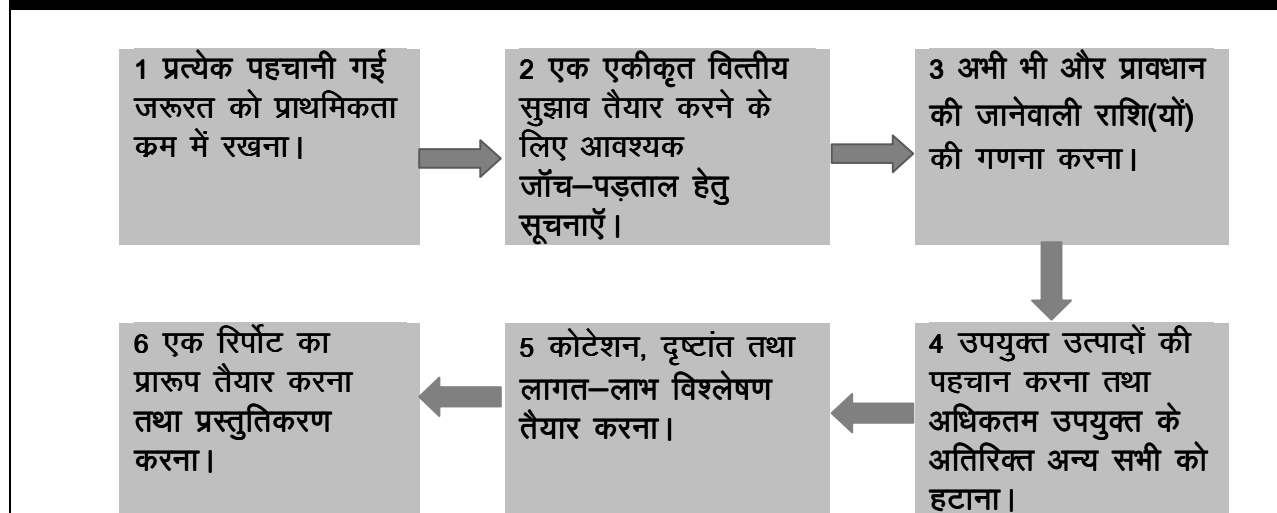 1 प्रत्येक पहचानी गई
जरूरत को प्राथमिकता
क्रम में रखना।
2 एक एकीकृत वित्तीय
सुझाव तैयार करने के
लिए आवश्यक
जॉच–पड़ताल हेतु
सूचनाऍ।
3 अभी भी और प्रावधान
की जानेवाली राशि(यों)
की गणना करना।
4 उपयुक्त उत्पादों की
पहचान करना तथा
अधिकतम उपयुक्त के
अतिरिक्त अन्य सभी को
हटाना।
5 कोटेशन, दृष्टांत तथा
लागत–लाभ विश्लेषण
तैयार करना।
6 एक रिर्पोट का
प्रारूप तैयार करना
तथा प्रस्तुतिकरण
करना।